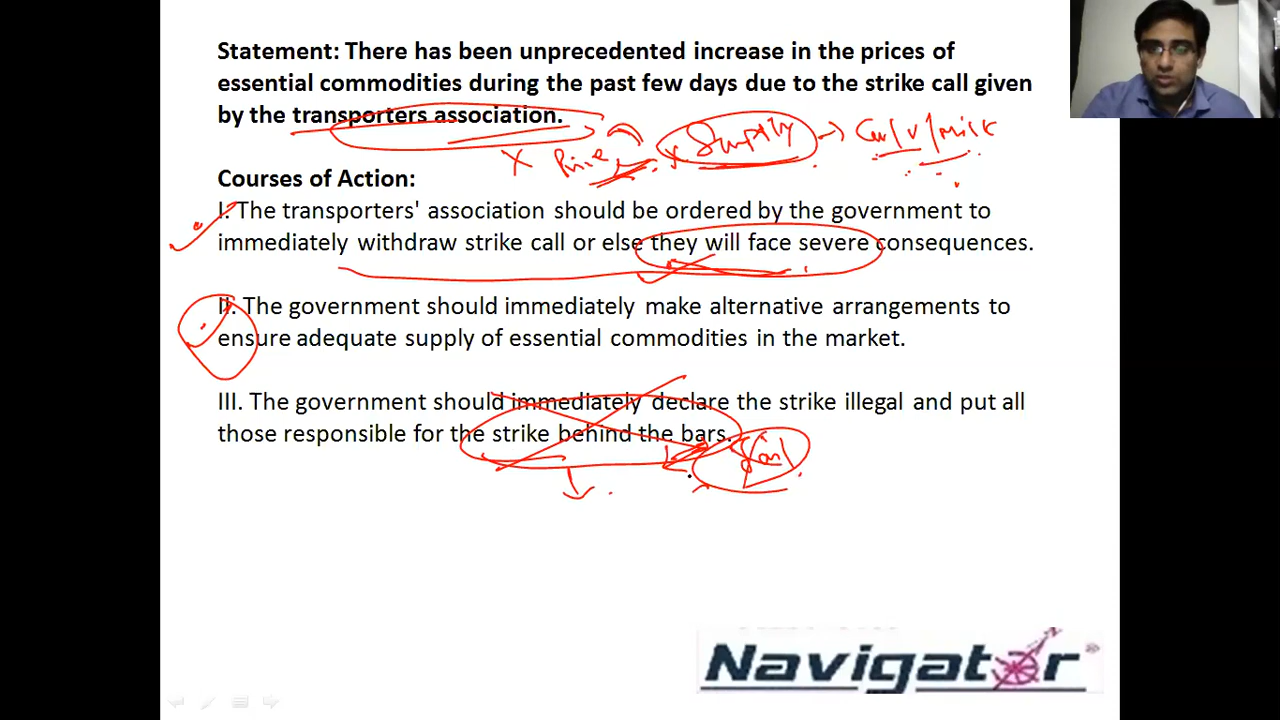 Statement: There has been unprecedented increase in the prices of
essential commodities during the past few days due to the strike call given
by the transporters association.
X Price x Supply → /V/Milk
Courses of Action:
I. The transporters' association should be ordered by the government to
immediately withdraw strike call or else they will face severe consequences.
II. The government should immediately make alternative arrangements to
ensure adequate supply of essential commodities in the market.
III. The government should immediately declare the strike illegal and put all
those responsible for the strike behind the bars.
Navigator